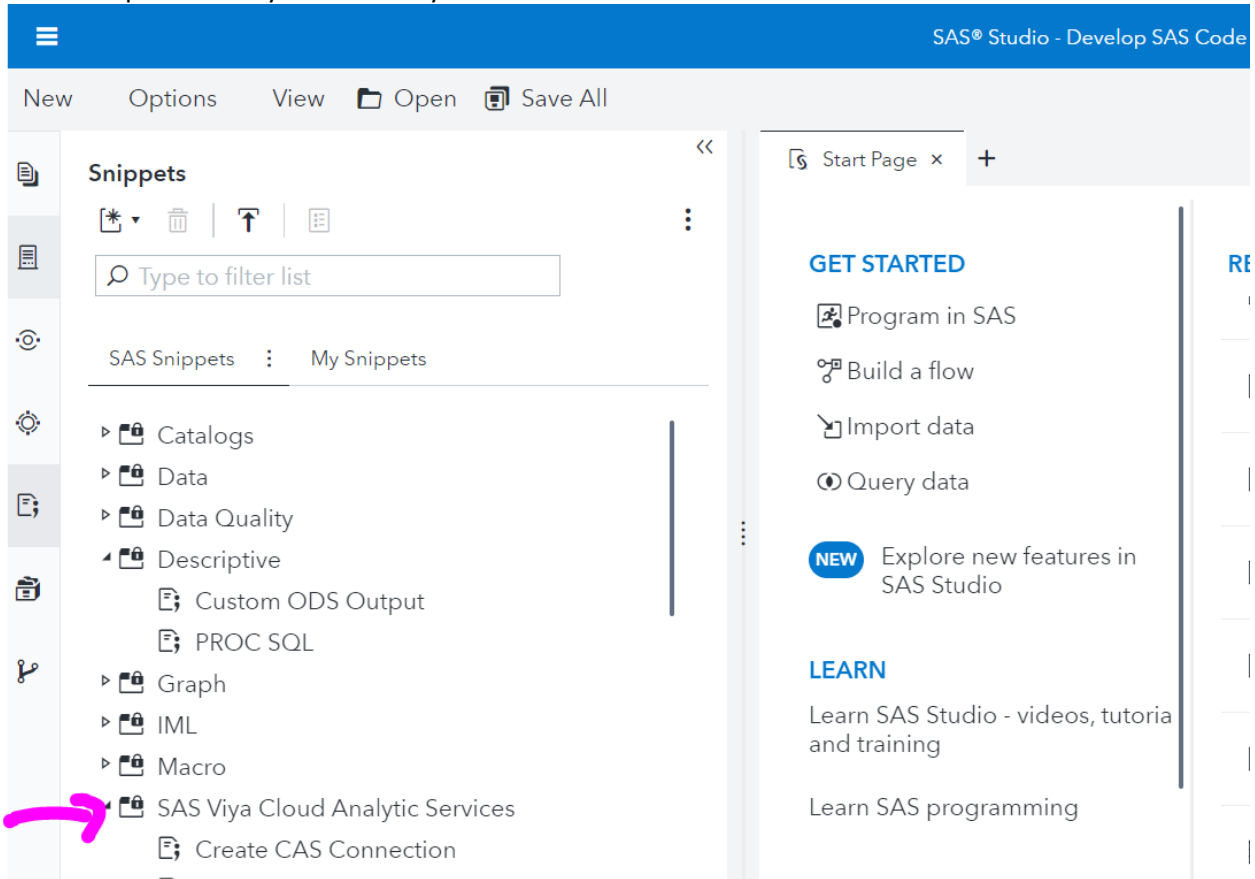 SAS® Studio - Develop SAS Code
New Options View Open Save All
Snippets
Type to filter list
SAS Snippets My Snippets
Catalogs
Data
Data Quality
Descriptive
Custom ODS Output
PROC SQL
Graph
IML
Macro
SAS Viya Cloud Analytic Services
Create CAS Connection
Start Page
GET STARTED
Program in SAS
Build a flow
Import data
Query data
NEW Explore new features in
SAS Studio
LEARN
Learn SAS Studio - videos, tutoria
and training
Learn SAS programming